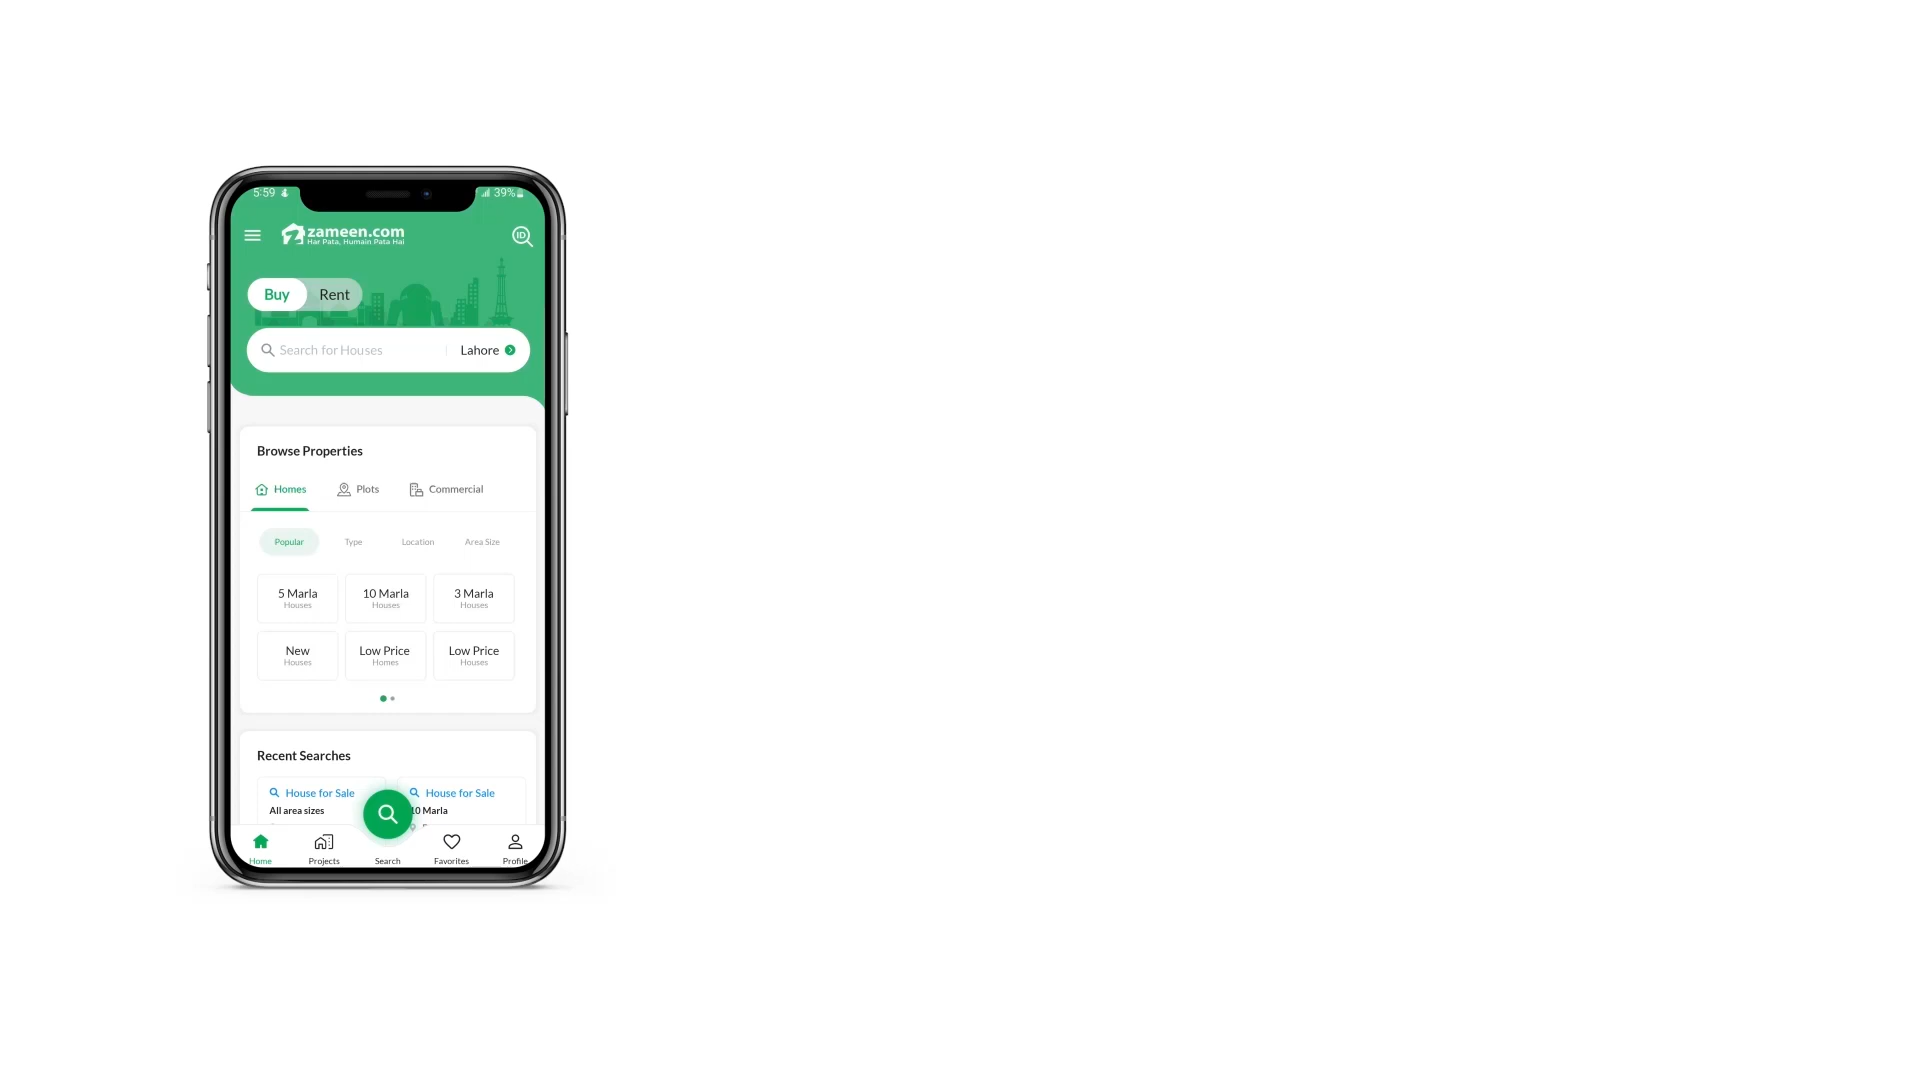 5:59
39%
zameen.com
Har Pata, Humain Pata Hai
ID
Buy Rent
Search for Houses Lahore
Browse Properties
Homes Plots Commercial
Popular Type Location Area Size
5 Marla 10 Marla 3 Marla
Houses Houses Houses
New Low Price Low Price
Houses Homes Houses
Recent Searches
House for Sale House for Sale
All area sizes 10 Marla
Home Projects Search Favorites Profile